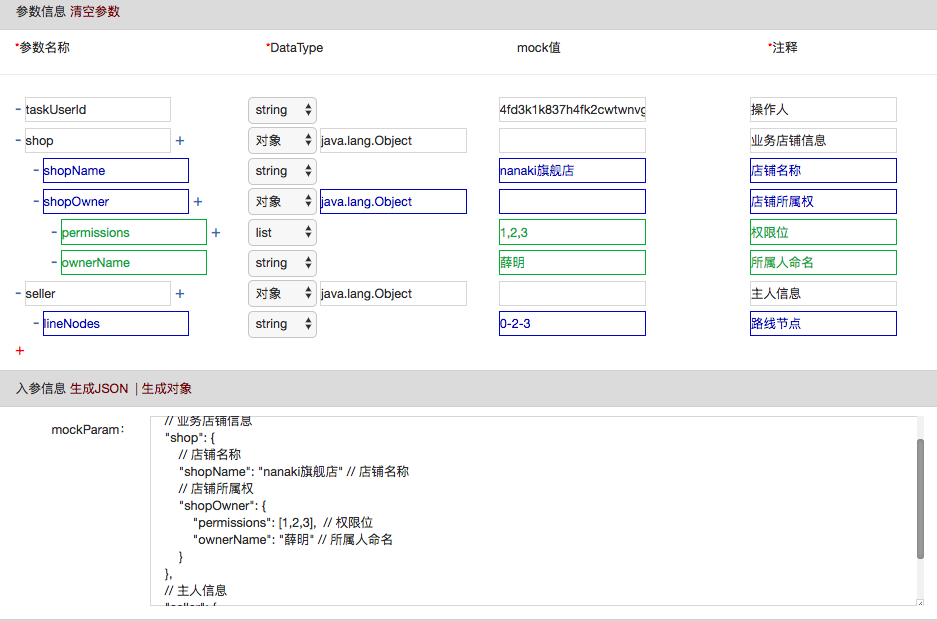 参数信息 清空参数
*参数名称 *DataType mock值 *注释
- taskUserId string 4fd3k1k837h4fk2cwtwnvg 操作人
- shop + 对象 java.lang.Object 业务店铺信息
- shopName string nanaki旗舰店 店铺名称
- shopOwner + 对象 java.lang.Object 店铺所属权
- permissions + list 1,2,3 权限位
- ownerName string 薛明 所属人命名
- seller + 对象 java.lang.Object 主人信息
- lineNodes string 0-2-3 路线节点
+
入参信息 生成JSON | 生成对象
mockParam:
// 业务店铺信息
"shop": {
// 店铺名称
"shopName": "nanaki旗舰店" // 店铺名称
// 店铺所属权
"shopOwner": {
"permissions": [1,2,3], // 权限位
"ownerName": "薛明" // 所属人命名
}
},
// 主人信息
"seller": {